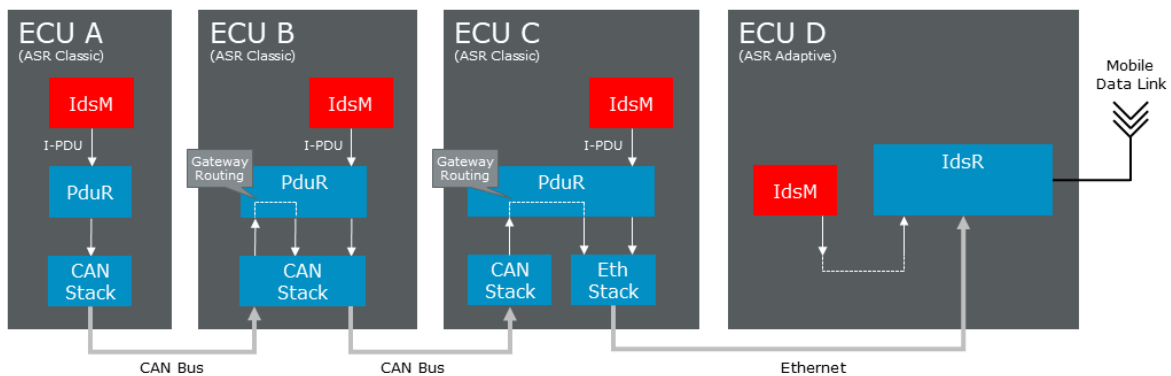 ECU A
(ASR Classic)
IdsM
I-PDU
PduR
CAN
Stack
ECU B
(ASR Classic)
IdsM
I-PDU
Gateway
Routing
PduR
CAN
Stack
ECU C
(ASR Classic)
IdsM
I-PDU
Gateway
Routing
PduR
CAN
Stack
Eth
Stack
ECU D
(ASR Adaptive)
IdsM
IdsR
Mobile
Data Link
CAN Bus
CAN Bus
Ethernet